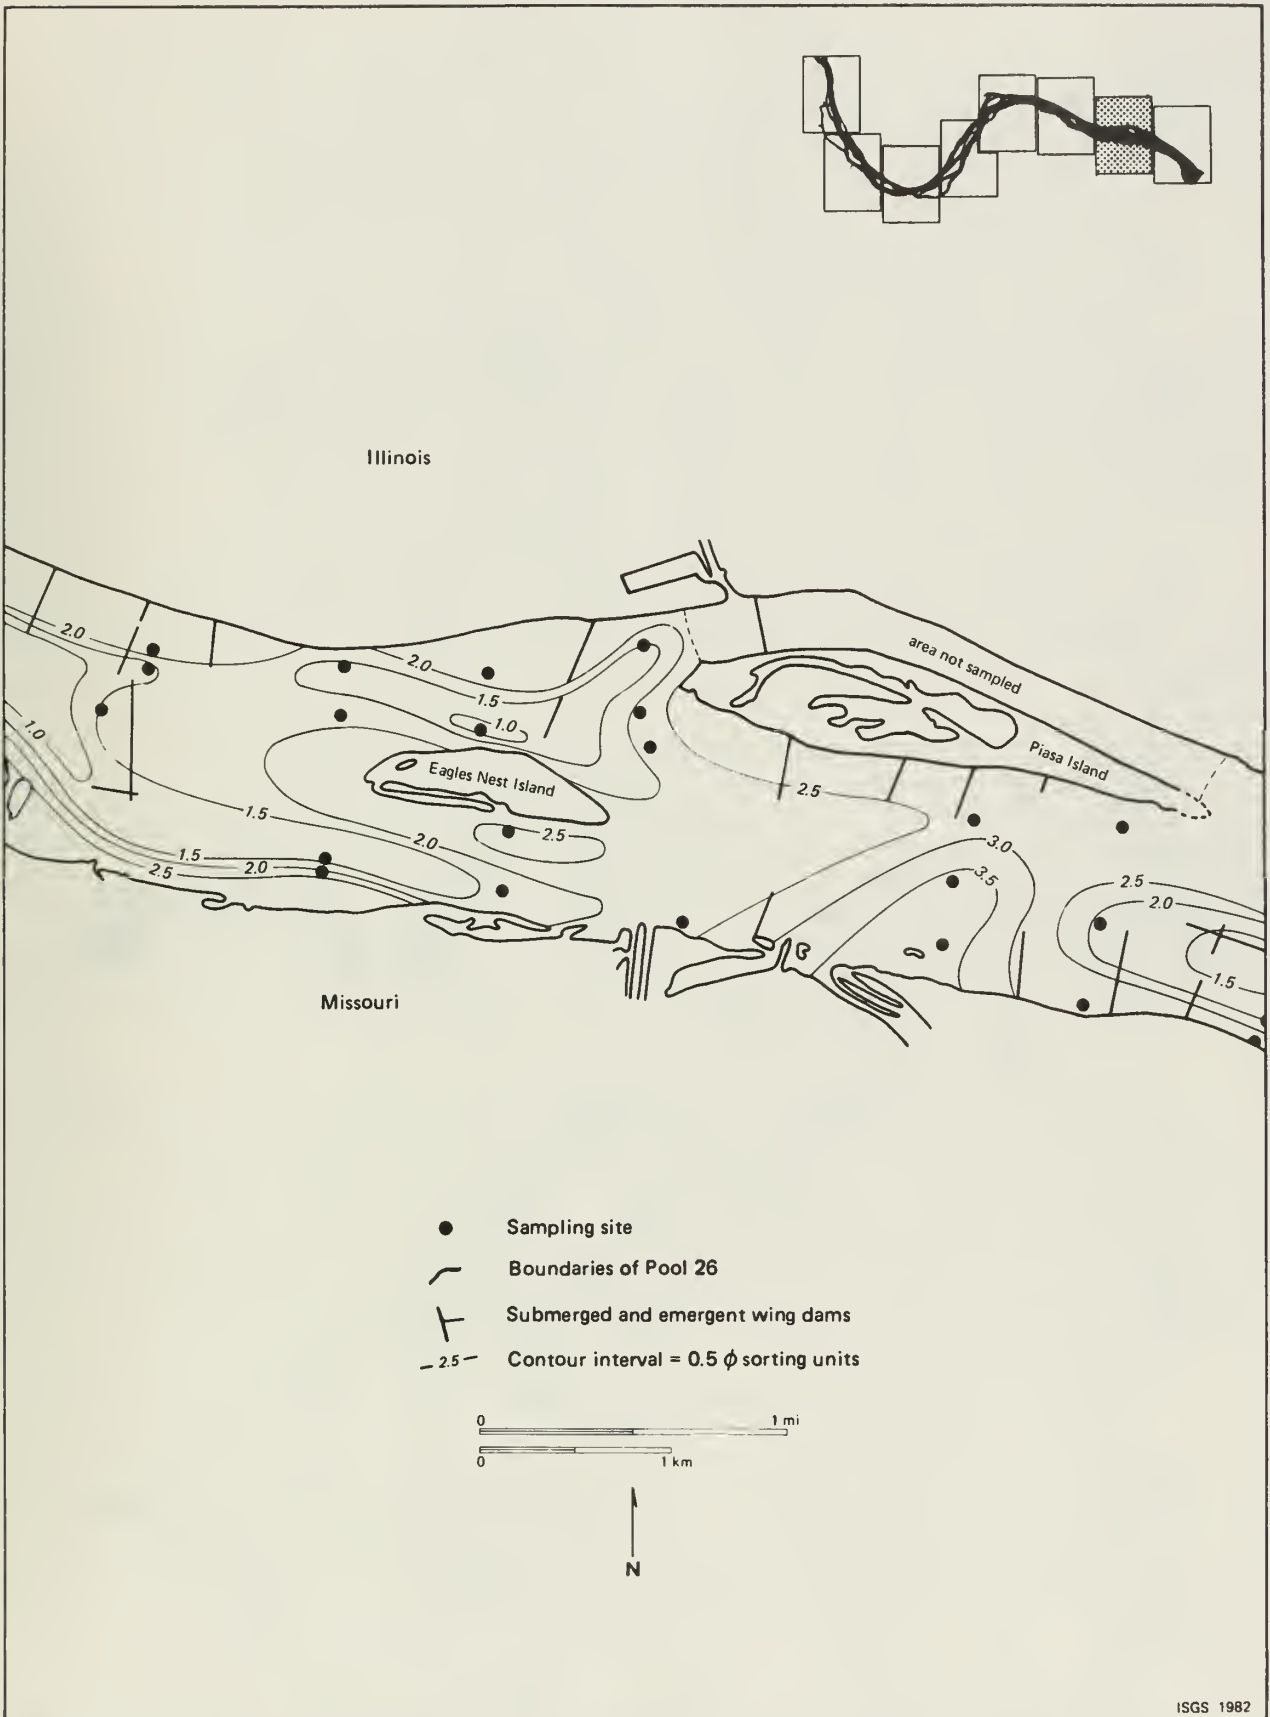 Illinois
2.0
2.0
area not sampled
1.5
1.0
1.0
Piasa Island
Eagles Nest Island
2.5
1.5
2.0
2.5
3.0
1.5
2.0
2.5
3.5
2.5
2.0
1.5
Missouri
Sampling site
Boundaries of Pool 26
Submerged and emergent wing dams
2.5 Contour interval = 0.5 ϕ sorting units
0 1 mi
0 1 km
N
ISGS 1982